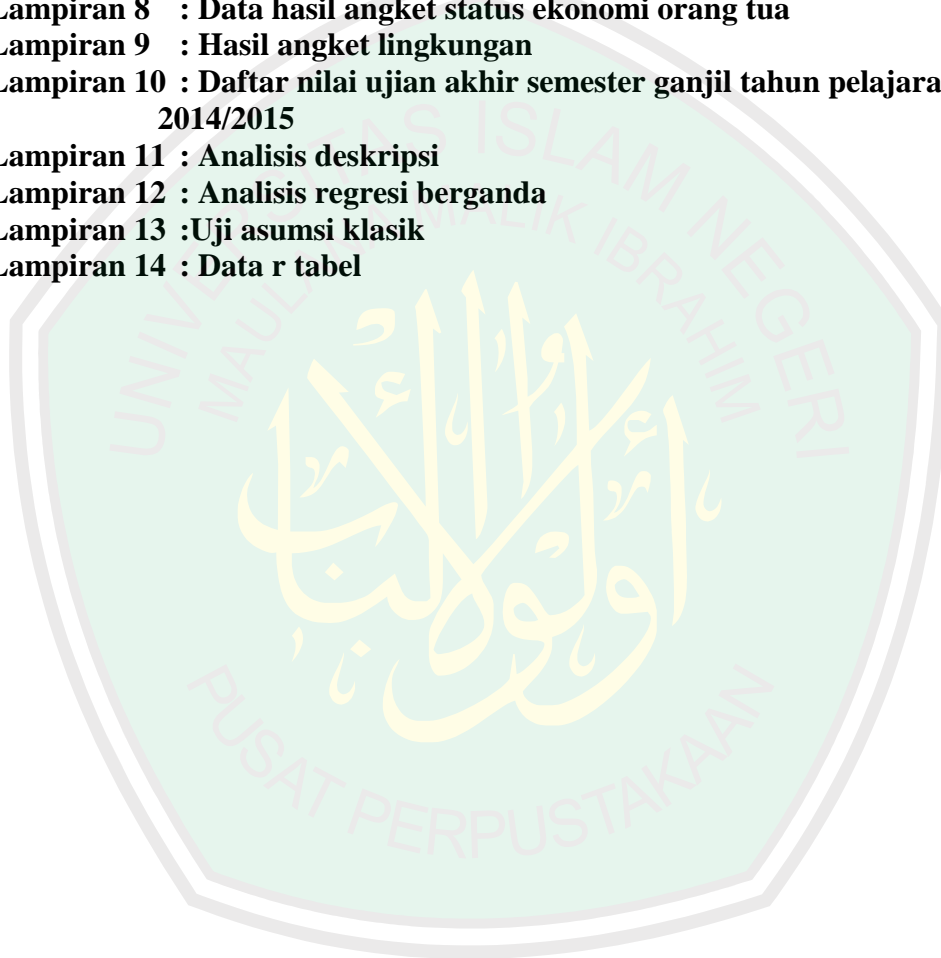 Lampiran 8 : Data hasil angket status ekonomi orang tua
Lampiran 9 : Hasil angket lingkungan
Lampiran 10 : Daftar nilai ujian akhir semester ganjil tahun pelajara
2014/2015
Lampiran 11 : Analisis deskripsi
Lampiran 12 : Analisis regresi berganda
Lampiran 13 :Uji asumsi klasik
Lampiran 14 : Data r tabel
UNIVERSITAS ISLAM NEGERI
MAULANA MALIK IBRAHIM
أولوا الألباب
PUSAT PERPUSTAKAAN